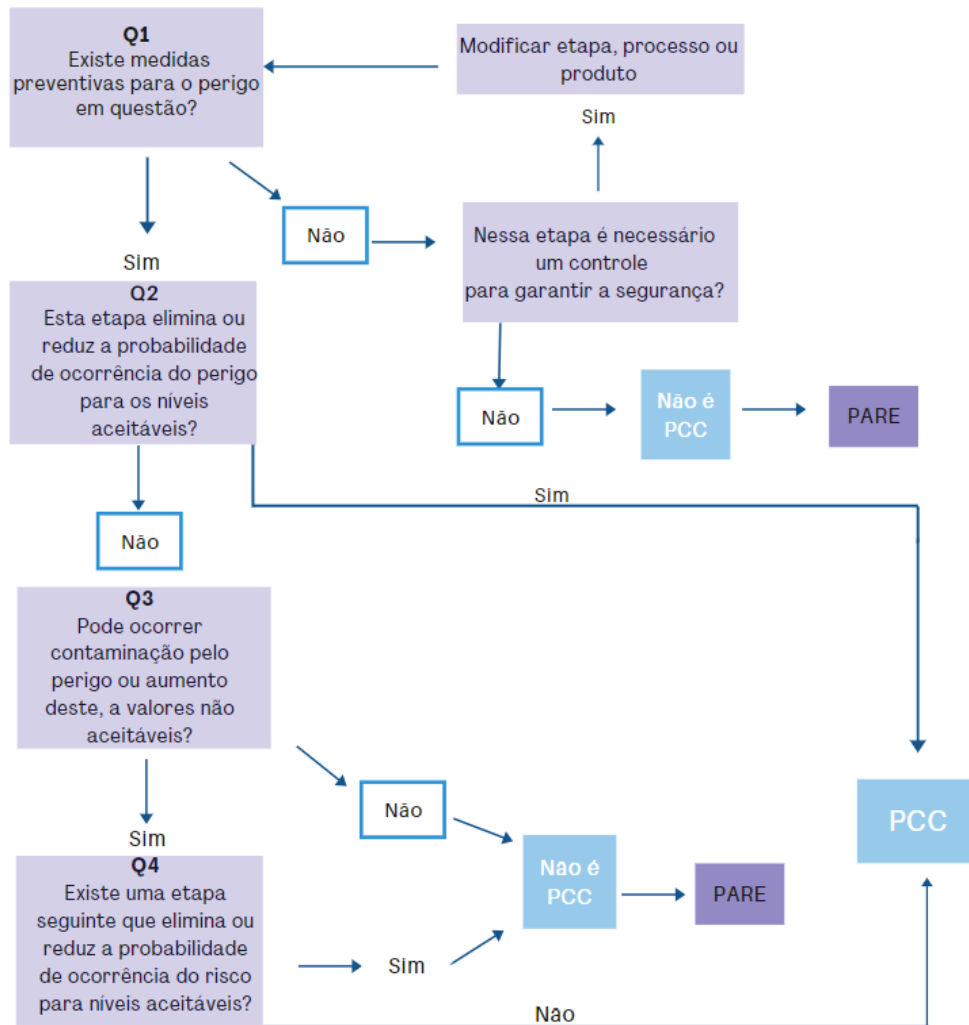 Q1
Existe medidas
preventivas para o perigo
em questão?
Modificar etapa, processo ou
produto
Sim
Não
Nessa etapa é necessário
um controle
para garantir a segurança?
Sim
Q2
Esta etapa elimina ou
reduz a probabilidade
de ocorrência do perigo
para os níveis
aceitáveis?
Não
Não é
PCC
PARE
Sim
Não
Q3
Pode ocorrer
contaminação pelo
perigo ou aumento
deste, a valores não
aceitáveis?
Não
PCC
Sim
Q4
Existe uma etapa
seguinte que elimina ou
reduz a probabilidade
de ocorrência do risco
para níveis aceitáveis?
Sim
Não é
PCC
PARE
Não